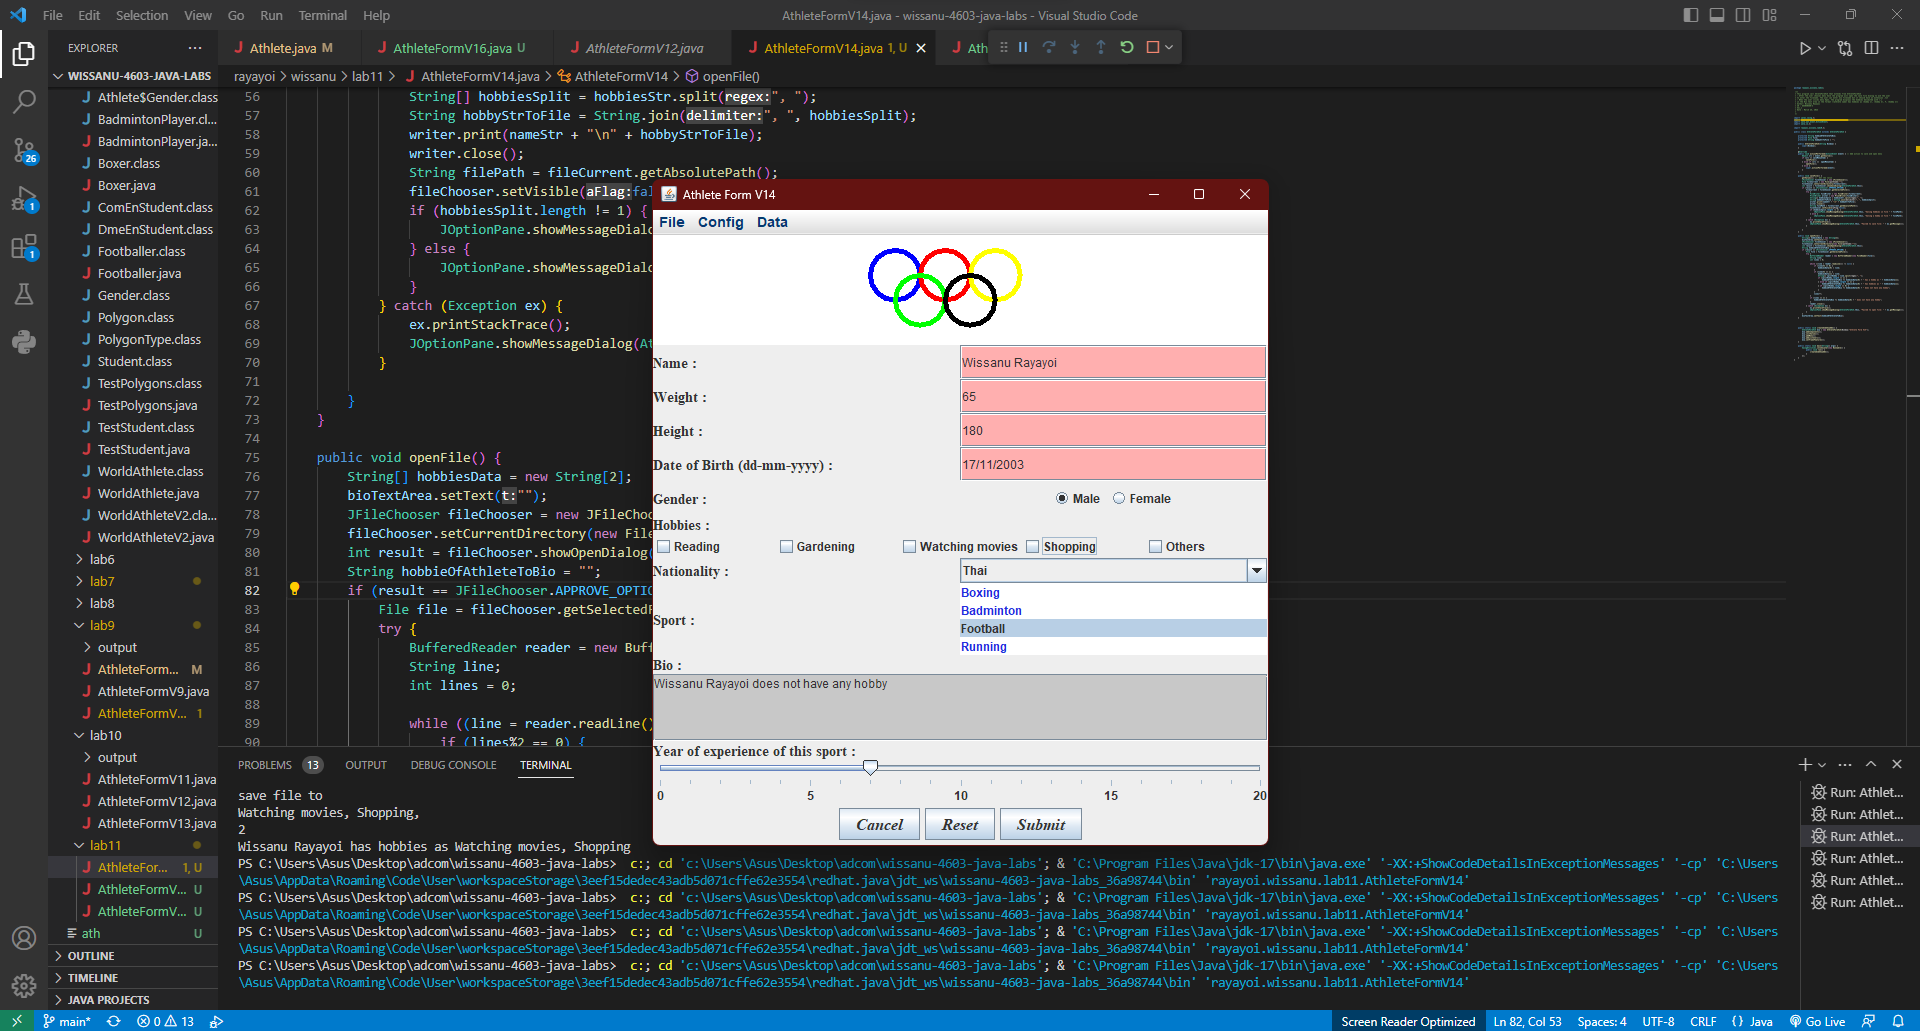 File Edit Selection View Go Run Terminal Help
AthleteFormV14.java - wissanu-4603-java-labs - Visual Studio Code
EXPLORER
Athlete.java M
AthleteFormV16.java U
AthleteFormV12.java
AthleteFormV14.java 1, U
Ath
WISSANU-4603-JAVA-LABS
rayayoi > wissanu > lab11 > AthleteFormV14.java > AthleteFormV14 > openFile()
Athlete$Gender.class
BadmintonPlayer.cl...
BadmintonPlayer.ja...
Boxer.class
Boxer.java
ComEnStudent.class
DmeEnStudent.class
Footballer.class
Footballer.java
Gender.class
Polygon.class
PolygonType.class
Student.class
TestPolygons.class
TestPolygons.java
TestStudent.class
TestStudent.java
WorldAthlete.class
WorldAthlete.java
WorldAthleteV2.cla...
WorldAthleteV2.java
lab6
lab7
lab8
lab9
output
AthleteForm... M
AthleteFormV9.java
AthleteFormV... 1
lab10
output
AthleteFormV11.java
AthleteFormV12.java
AthleteFormV13.java
lab11
AthleteFor... 1, U
AthleteFormV... U
AthleteFormV... U
ath U
OUTLINE
TIMELINE
JAVA PROJECTS
26
1
1
56 String[] hobbiesSplit = hobbiesStr.split(regex:", ");
57 String hobbyStrToFile = String.join(delimiter:", ", hobbiesSplit);
58 writer.print(nameStr + "\n" + hobbyStrToFile);
59 writer.close();
60 String filePath = fileCurrent.getAbsolutePath();
61 fileChooser.setVisible(aFlag:fal
62 if (hobbiesSplit.length != 1) {
63 JOptionPane.showMessageDialo
64 } else {
65 JOptionPane.showMessageDialo
66 }
67 } catch (Exception ex) {
68 ex.printStackTrace();
69 JOptionPane.showMessageDialog(At
70 }
71
72 }
73 }
74
75 public void openFile() {
76 String[] hobbiesData = new String[2];
77 bioTextArea.setText(t:"");
78 JFileChooser fileChooser = new JFileChoo
79 fileChooser.setCurrentDirectory(new File
80 int result = fileChooser.showOpenDialog(
81 String hobbieOfAthleteToBio = "";
82 if (result == JFileChooser.APPROVE_OPTIO
83 File file = fileChooser.getSelectedF
84 try {
85 BufferedReader reader = new Buff
86 String line;
87 int lines = 0;
88
89 while ((line = reader.readLine()
90 if (lines%2 == 0) {
Athlete Form V14
File Config Data
Name : Wissanu Rayayoi
Weight : 65
Height : 180
Date of Birth (dd-mm-yyyy) : 17/11/2003
Gender : Male Female
Hobbies :
Reading Gardening Watching movies Shopping Others
Nationality : Thai
Sport :
Boxing
Badminton
Football
Running
Bio :
Wissanu Rayayoi does not have any hobby
Year of experience of this sport :
0 5 10 15 20
Cancel Reset Submit
PROBLEMS 13 OUTPUT DEBUG CONSOLE TERMINAL
save file to
Watching movies, Shopping,
2
Wissanu Rayayoi has hobbies as Watching movies, Shopping
PS C:\Users\Asus\Desktop\adcom\wissanu-4603-java-labs> c:; cd 'c:\Users\Asus\Desktop\adcom\wissanu-4603-java-labs'; & 'C:\Program Files\Java\jdk-17\bin\java.exe' '-XX:+ShowCodeDetailsInExceptionMessages' '-cp' 'C:\Users
\Asus\AppData\Roaming\Code\User\workspaceStorage\3eef15dedec43adb5d071cffe62e3554\redhat.java\jdt_ws\wissanu-4603-java-labs_36a98744\bin' 'rayayoi.wissanu.lab11.AthleteFormV14'
PS C:\Users\Asus\Desktop\adcom\wissanu-4603-java-labs> c:; cd 'c:\Users\Asus\Desktop\adcom\wissanu-4603-java-labs'; & 'C:\Program Files\Java\jdk-17\bin\java.exe' '-XX:+ShowCodeDetailsInExceptionMessages' '-cp' 'C:\Users
\Asus\AppData\Roaming\Code\User\workspaceStorage\3eef15dedec43adb5d071cffe62e3554\redhat.java\jdt_ws\wissanu-4603-java-labs_36a98744\bin' 'rayayoi.wissanu.lab11.AthleteFormV14'
PS C:\Users\Asus\Desktop\adcom\wissanu-4603-java-labs> c:; cd 'c:\Users\Asus\Desktop\adcom\wissanu-4603-java-labs'; & 'C:\Program Files\Java\jdk-17\bin\java.exe' '-XX:+ShowCodeDetailsInExceptionMessages' '-cp' 'C:\Users
\Asus\AppData\Roaming\Code\User\workspaceStorage\3eef15dedec43adb5d071cffe62e3554\redhat.java\jdt_ws\wissanu-4603-java-labs_36a98744\bin' 'rayayoi.wissanu.lab11.AthleteFormV14'
PS C:\Users\Asus\Desktop\adcom\wissanu-4603-java-labs> c:; cd 'c:\Users\Asus\Desktop\adcom\wissanu-4603-java-labs'; & 'C:\Program Files\Java\jdk-17\bin\java.exe' '-XX:+ShowCodeDetailsInExceptionMessages' '-cp' 'C:\Users
\Asus\AppData\Roaming\Code\User\workspaceStorage\3eef15dedec43adb5d071cffe62e3554\redhat.java\jdt_ws\wissanu-4603-java-labs_36a98744\bin' 'rayayoi.wissanu.lab11.AthleteFormV14'
Run: Athlet...
Run: Athlet...
Run: Athlet...
Run: Athlet...
Run: Athlet...
Run: Athlet...
main* 0 13
Screen Reader Optimized Ln 82, Col 53 Spaces: 4 UTF-8 CRLF { } Java Go Live